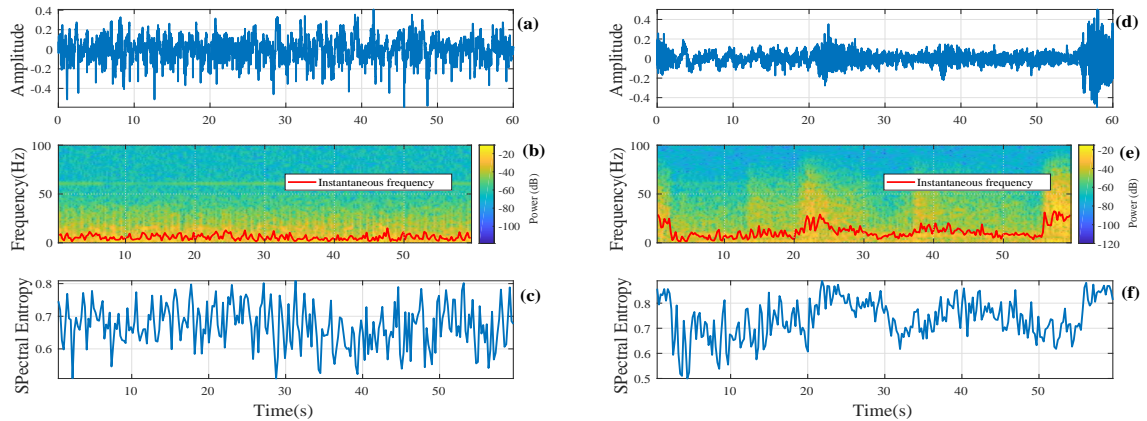 (a)
Amplitude
0.4
0.2
0
-0.2
-0.4
0 10 20 30 40 50 60
(b)
Frequency(Hz)
100
50
0
Instantaneous frequency
10 20 30 40 50
-20
-40
-60
-80
-100
Power (dB)
(c)
SPectral Entropy
0.8
0.7
0.6
10 20 30 40 50
Time(s)
(d)
Amplitude
0.4
0.2
0
-0.2
-0.4
0 10 20 30 40 50 60
(e)
Frequency(Hz)
100
50
0
Instantaneous frequency
10 20 30 40 50
-20
-40
-60
-80
-100
-120
Power (dB)
(f)
SPectral Entropy
0.8
0.7
0.6
0.5
10 20 30 40 50
Time(s)